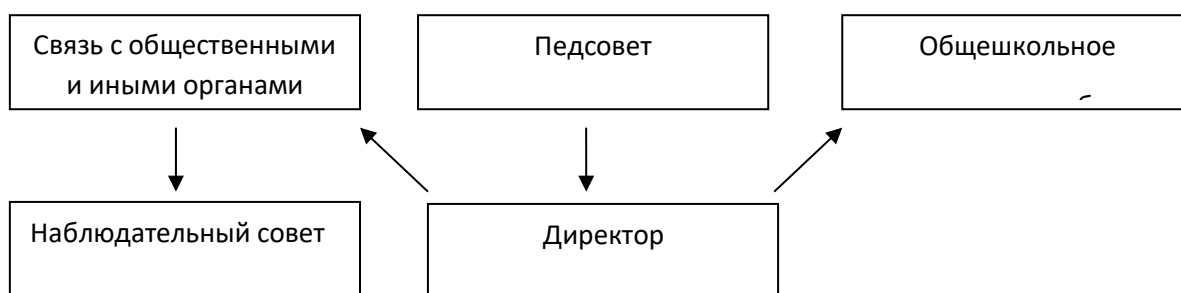 Связь с общественными
и иными органами
Педсовет
Общешкольное
Наблюдательный совет
Директор